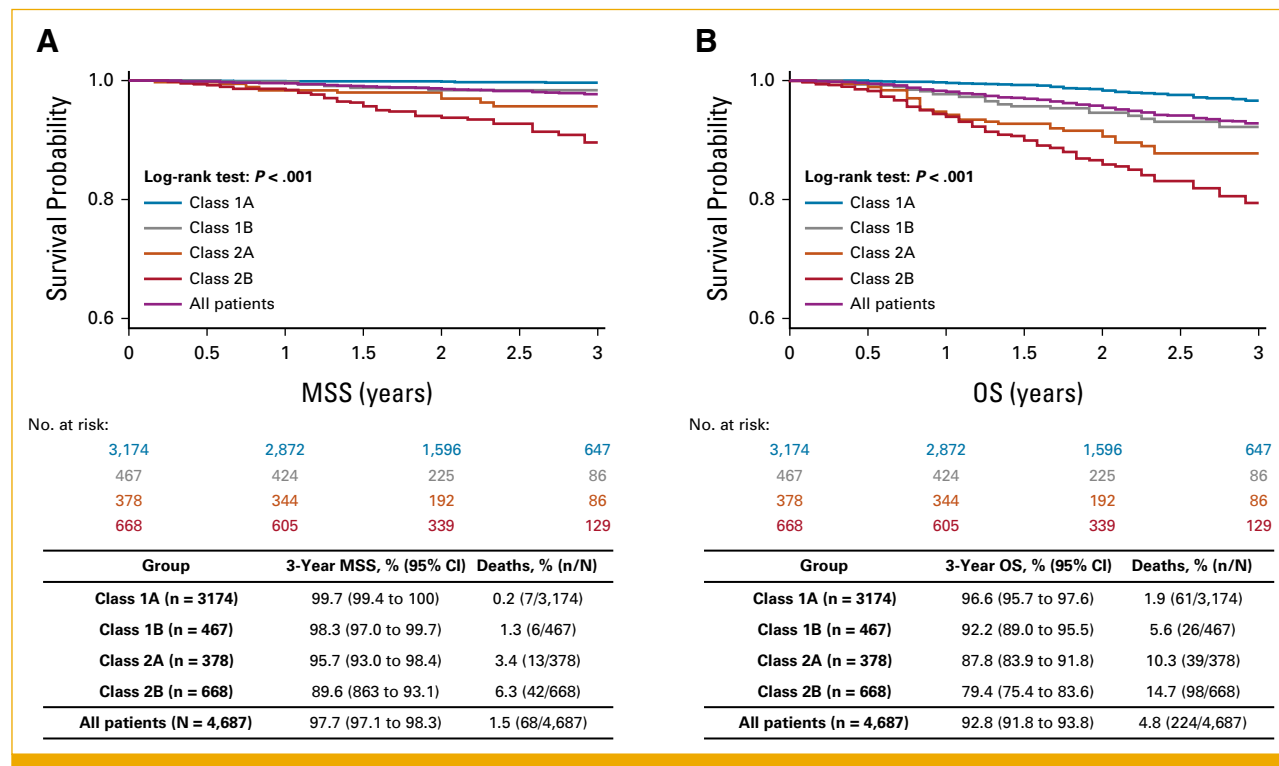 A
Survival Probability
1.0
0.8
0.6
Log-rank test: P < .001
Class 1A
Class 1B
Class 2A
Class 2B
All patients
0 0.5 1 1.5 2 2.5 3
MSS (years)
No. at risk:
3,174 2,872 1,596 647
467 424 225 86
378 344 192 86
668 605 339 129
Group 3-Year MSS, % (95% CI) Deaths, % (n/N)
Class 1A (n = 3174) 99.7 (99.4 to 100) 0.2 (7/3,174)
Class 1B (n = 467) 98.3 (97.0 to 99.7) 1.3 (6/467)
Class 2A (n = 378) 95.7 (93.0 to 98.4) 3.4 (13/378)
Class 2B (n = 668) 89.6 (863 to 93.1) 6.3 (42/668)
All patients (N = 4,687) 97.7 (97.1 to 98.3) 1.5 (68/4,687)
B
Survival Probability
1.0
0.8
0.6
Log-rank test: P < .001
Class 1A
Class 1B
Class 2A
Class 2B
All patients
0 0.5 1 1.5 2 2.5 3
OS (years)
No. at risk:
3,174 2,872 1,596 647
467 424 225 86
378 344 192 86
668 605 339 129
Group 3-Year OS, % (95% CI) Deaths, % (n/N)
Class 1A (n = 3174) 96.6 (95.7 to 97.6) 1.9 (61/3,174)
Class 1B (n = 467) 92.2 (89.0 to 95.5) 5.6 (26/467)
Class 2A (n = 378) 87.8 (83.9 to 91.8) 10.3 (39/378)
Class 2B (n = 668) 79.4 (75.4 to 83.6) 14.7 (98/668)
All patients (n = 4,687) 92.8 (91.8 to 93.8) 4.8 (224/4,687)